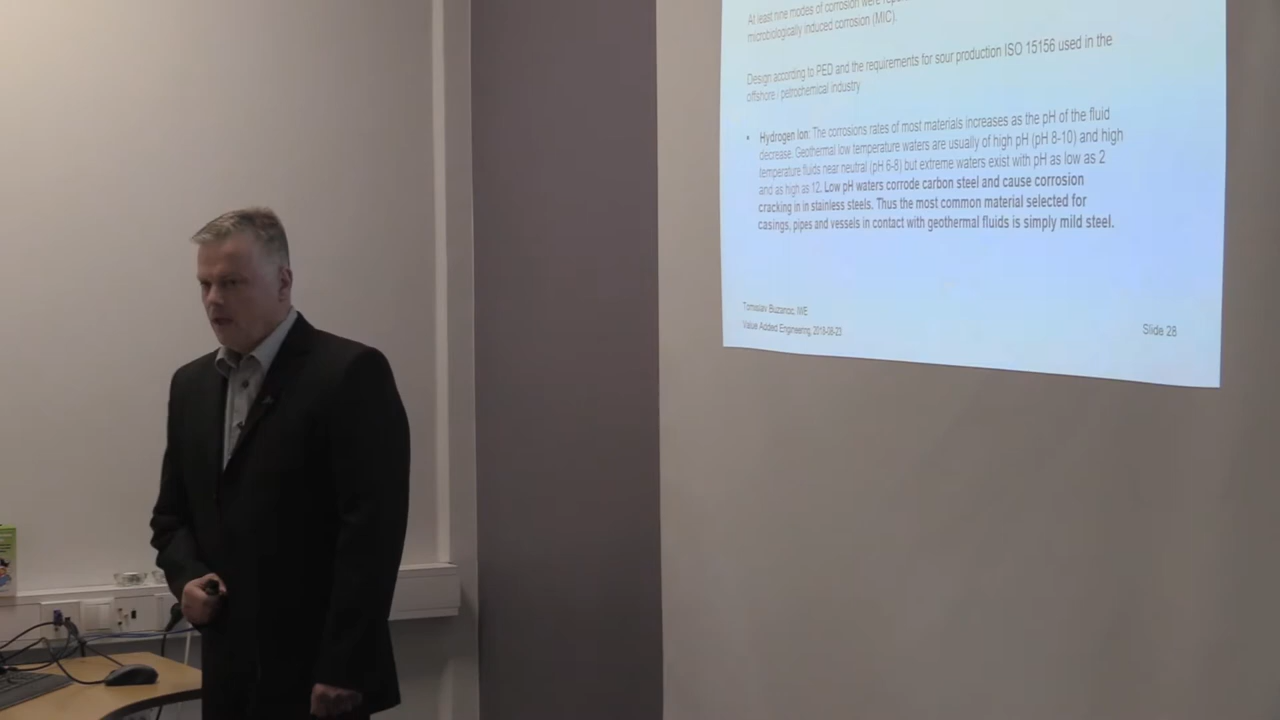 At least nine modes of corrosion were
microbiologically induced corrosion (MIC).
Design according to PED and the requirements for sour production ISO 15156 used in the
offshore / petrochemical industry
• Hydrogen Ion: The corrosions rates of most materials increases as the pH of the fluid
decrease. Geothermal low temperature waters are usually of high pH (pH 8-10) and high
temperature fluids near neutral (pH 6-8) but extreme waters exist with pH as low as 2
and as high as 12. Low pH waters corrode carbon steel and cause corrosion
cracking in in stainless steels. Thus the most common material selected for
casings, pipes and vessels in contact with geothermal fluids is simply mild steel.
Tomislav
Value Added Engineering, 2018-08-23
Slide 28